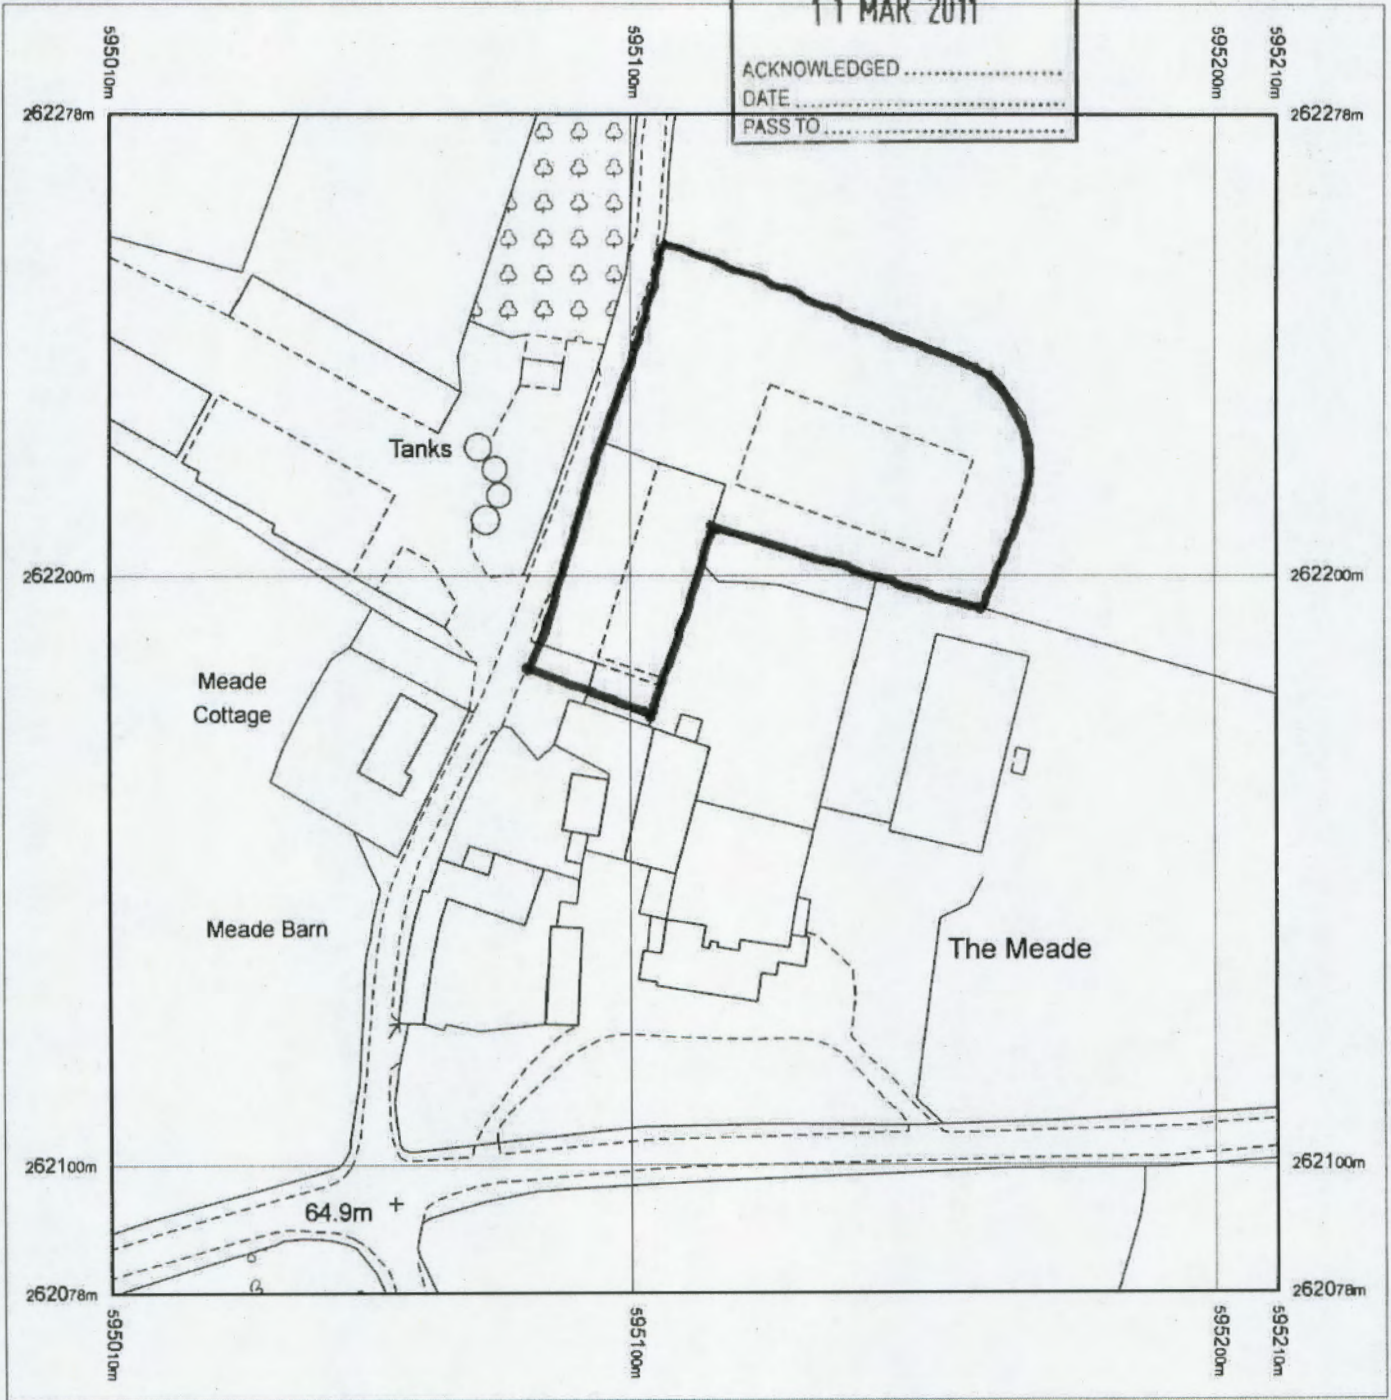 11 MAR 2011
ACKNOWLEDGED ..............................
DATE ..............................
PASS TO ..............................
595010m
595100m
595200m
595210m
262278m
262278m
Tanks
262200m
262200m
Meade
Cottage
Meade Barn
The Meade
262100m
262100m
64.9m
262078m
262078m
595010m
595100m
595200m
595210m